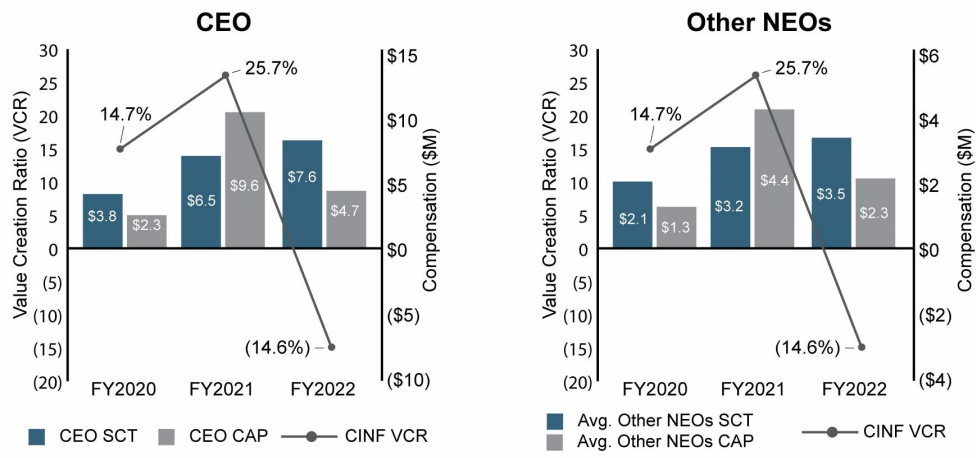 CEO
Value Creation Ratio (VCR)
30
25
20
15
10
5
0
(5)
(10)
(15)
(20)
14.7%
25.7%
(14.6%)
$3.8
$2.3
$6.5
$9.6
$7.6
$4.7
$15
$10
$5
$0
($5)
($10)
Compensation ($M)
FY2020
FY2021
FY2022
CEO SCT
CEO CAP
CINF VCR
Other NEOs
Value Creation Ratio (VCR)
30
25
20
15
10
5
0
(5)
(10)
(15)
(20)
14.7%
25.7%
(14.6%)
$2.1
$1.3
$3.2
$4.4
$3.5
$2.3
$6
$4
$2
$0
($2)
($4)
Compensation ($M)
FY2020
FY2021
FY2022
Avg. Other NEOs SCT
Avg. Other NEOs CAP
CINF VCR